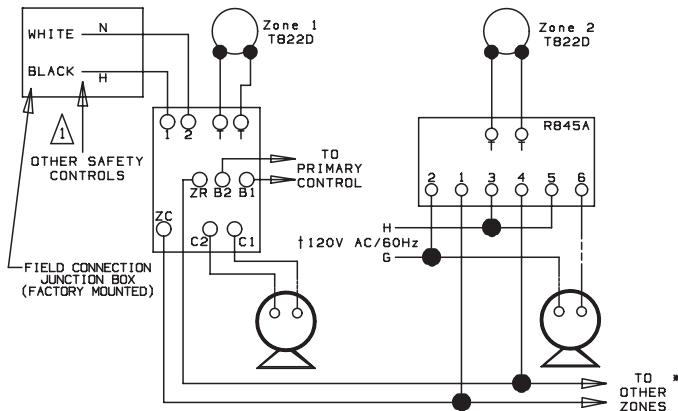 WHITE N
BLACK H
1
OTHER SAFETY
CONTROLS
FIELD CONNECTION
JUNCTION BOX
(FACTORY MOUNTED)
Zone 1
T822D
1 2 T T
ZR B2 B1
TO
PRIMARY
CONTROL
ZC
C2 C1
Zone 2
T822D
R845A
T T
2 1 3 4 5 6
H
†120V AC/60Hz
G
TO *
OTHER
ZONES